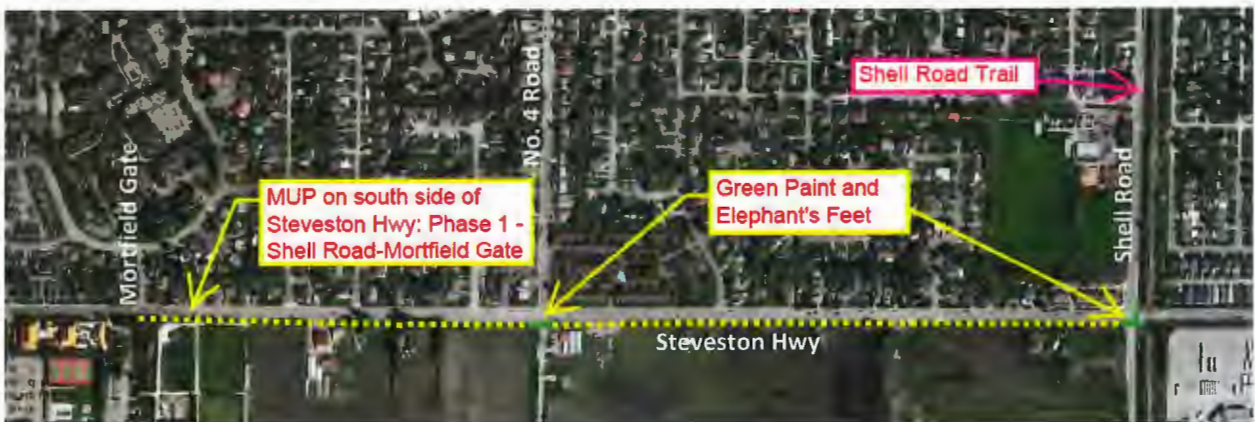 Shell Road Trail
No. 4 Road
Mortfield Gate
MUP on south side of
Steveston Hwy: Phase 1 -
Shell Road-Mortfield Gate
Green Paint and
Elephant's Feet
Shell Road
Steveston Hwy